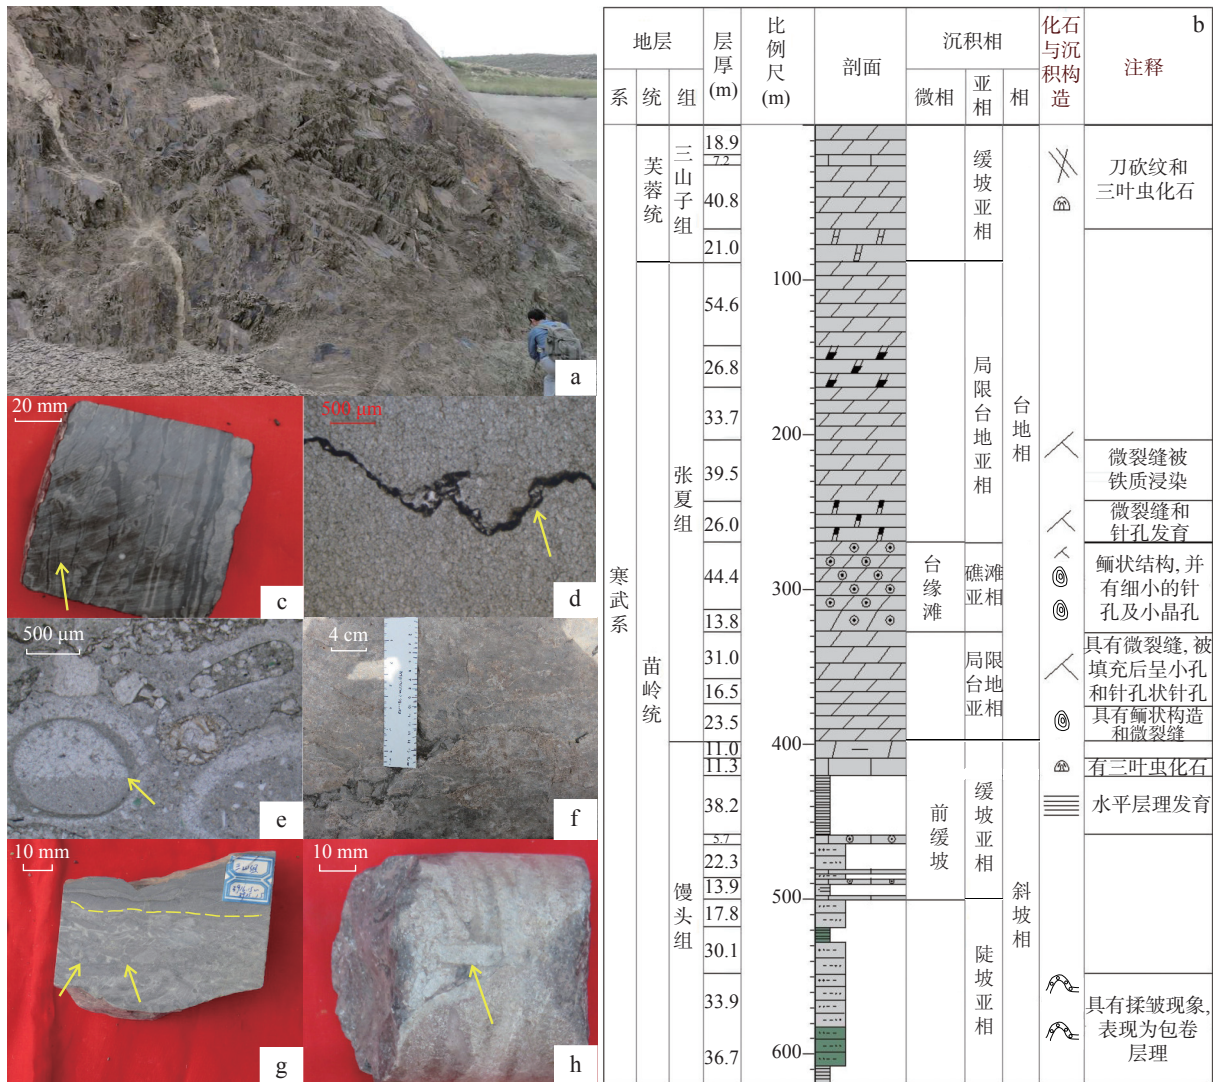 a
20 mm
c
500 μm
d
500 μm
e
4 cm
f
10 mm
g
10 mm
h
b
地层
层厚(m)
比例尺(m)
剖面
沉积相
化石与沉积构造
注释
系
统
组
微相
亚相
相
寒武系
芙蓉统
苗岭统
三山子组
张夏组
馒头组
18.9
7.2
40.8
21.0
54.6
26.8
33.7
39.5
26.0
44.4
13.8
31.0
16.5
23.5
11.0
11.3
38.2
5.7
22.3
13.9
17.8
30.1
33.9
36.7
100
200
300
400
500
600
台缘滩
前缓坡
缓坡亚相
局限台地亚相
礁滩
亚相
局限
台地
亚相
缓坡亚相
陡坡亚相
台地相
斜坡相
刀砍纹和
三叶虫化石
微裂缝被
铁质浸染
微裂缝和
针孔发育
鲕状结构, 并
有细小的针
孔及小晶孔
具有微裂缝, 被
填充后呈小孔
和针孔状针孔
具有鲕状构造
和微裂缝
有三叶虫化石
水平层理发育
具有揉皱现象,
表现为包卷
层理